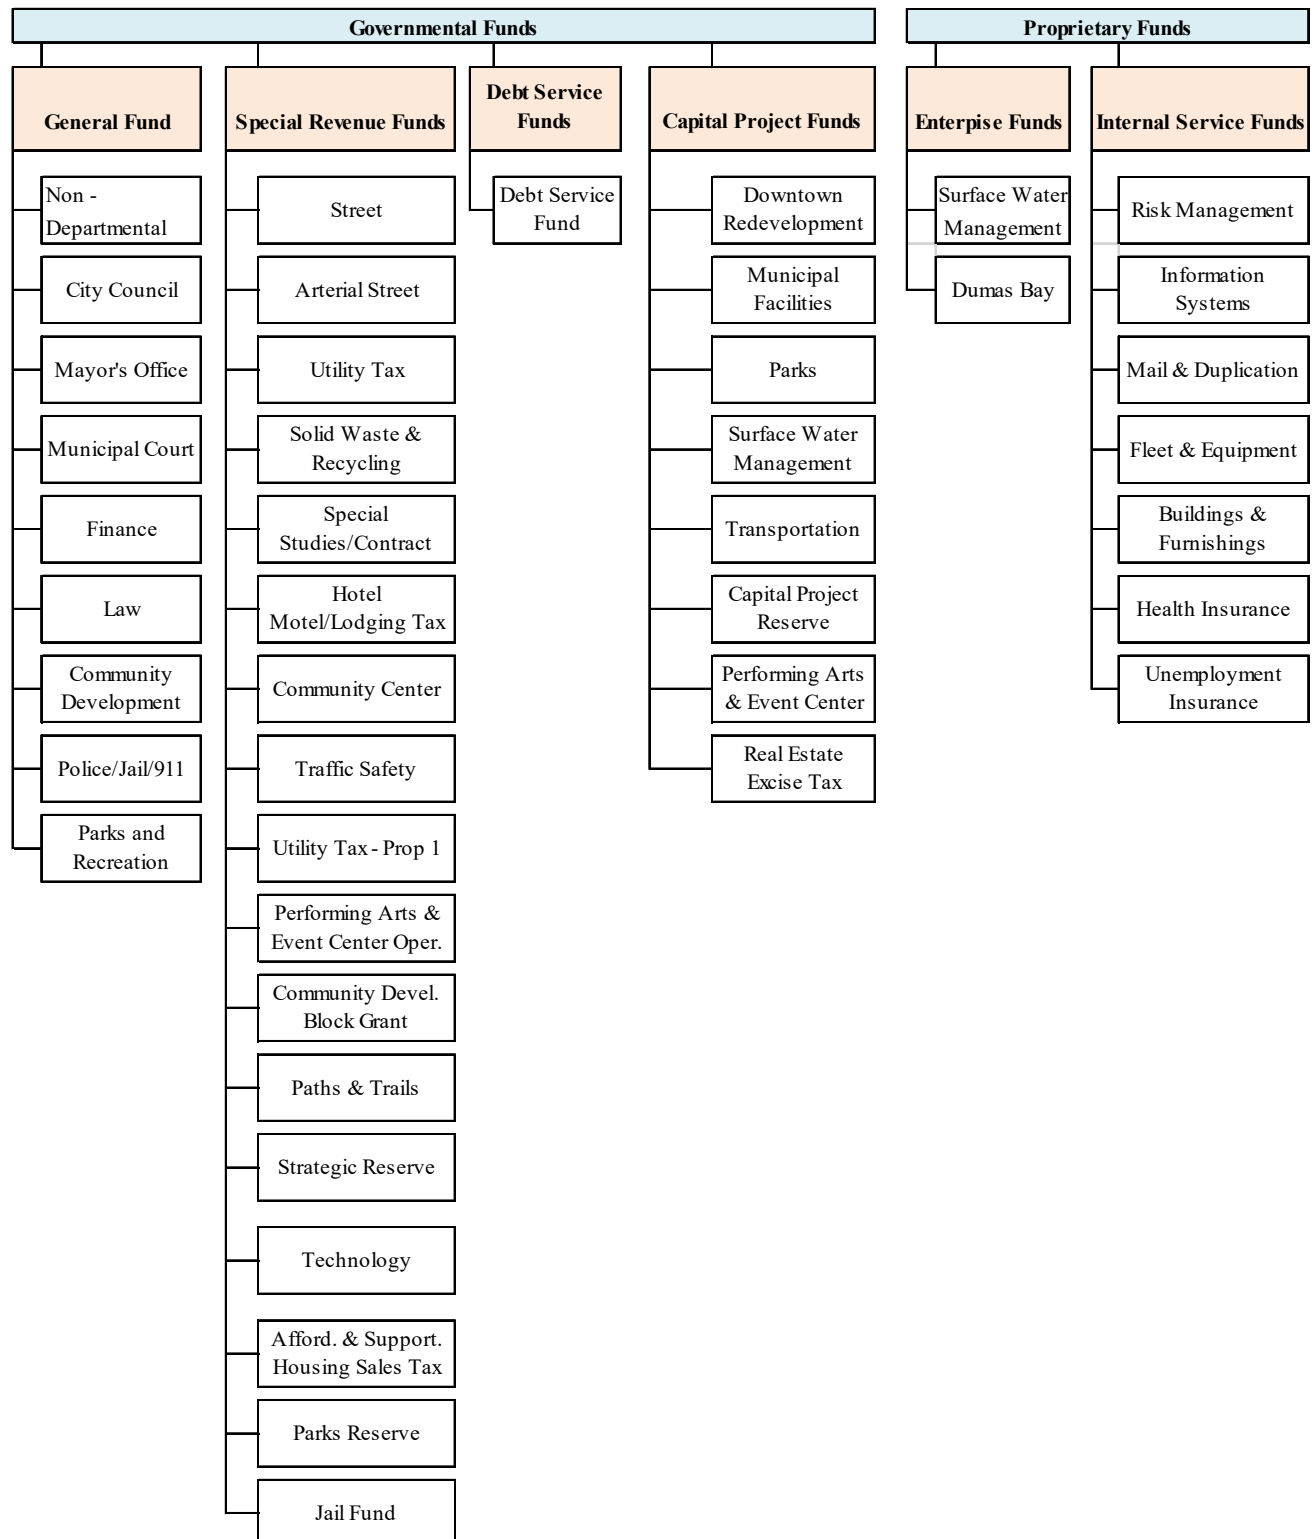 Governmental Funds
Proprietary Funds
General Fund
Special Revenue Funds
Debt Service
Funds
Capital Project Funds
Enterpise Funds
Internal Service Funds
Non -
Departmental
City Council
Mayor's Office
Municipal Court
Finance
Law
Community
Development
Police/Jail/911
Parks and
Recreation
Street
Arterial Street
Utility Tax
Solid Waste &
Recycling
Special
Studies/Contract
Hotel
Motel/Lodging Tax
Community Center
Traffic Safety
Utility Tax - Prop 1
Performing Arts &
Event Center Oper.
Community Devel.
Block Grant
Paths & Trails
Strategic Reserve
Technology
Afford. & Support.
Housing Sales Tax
Parks Reserve
Jail Fund
Debt Service
Fund
Downtown
Redevelopment
Municipal
Facilities
Parks
Surface Water
Management
Transportation
Capital Project
Reserve
Performing Arts
& Event Center
Real Estate
Excise Tax
Surface Water
Management
Dumas Bay
Risk Management
Information
Systems
Mail & Duplication
Fleet & Equipment
Buildings &
Furnishings
Health Insurance
Unemployment
Insurance